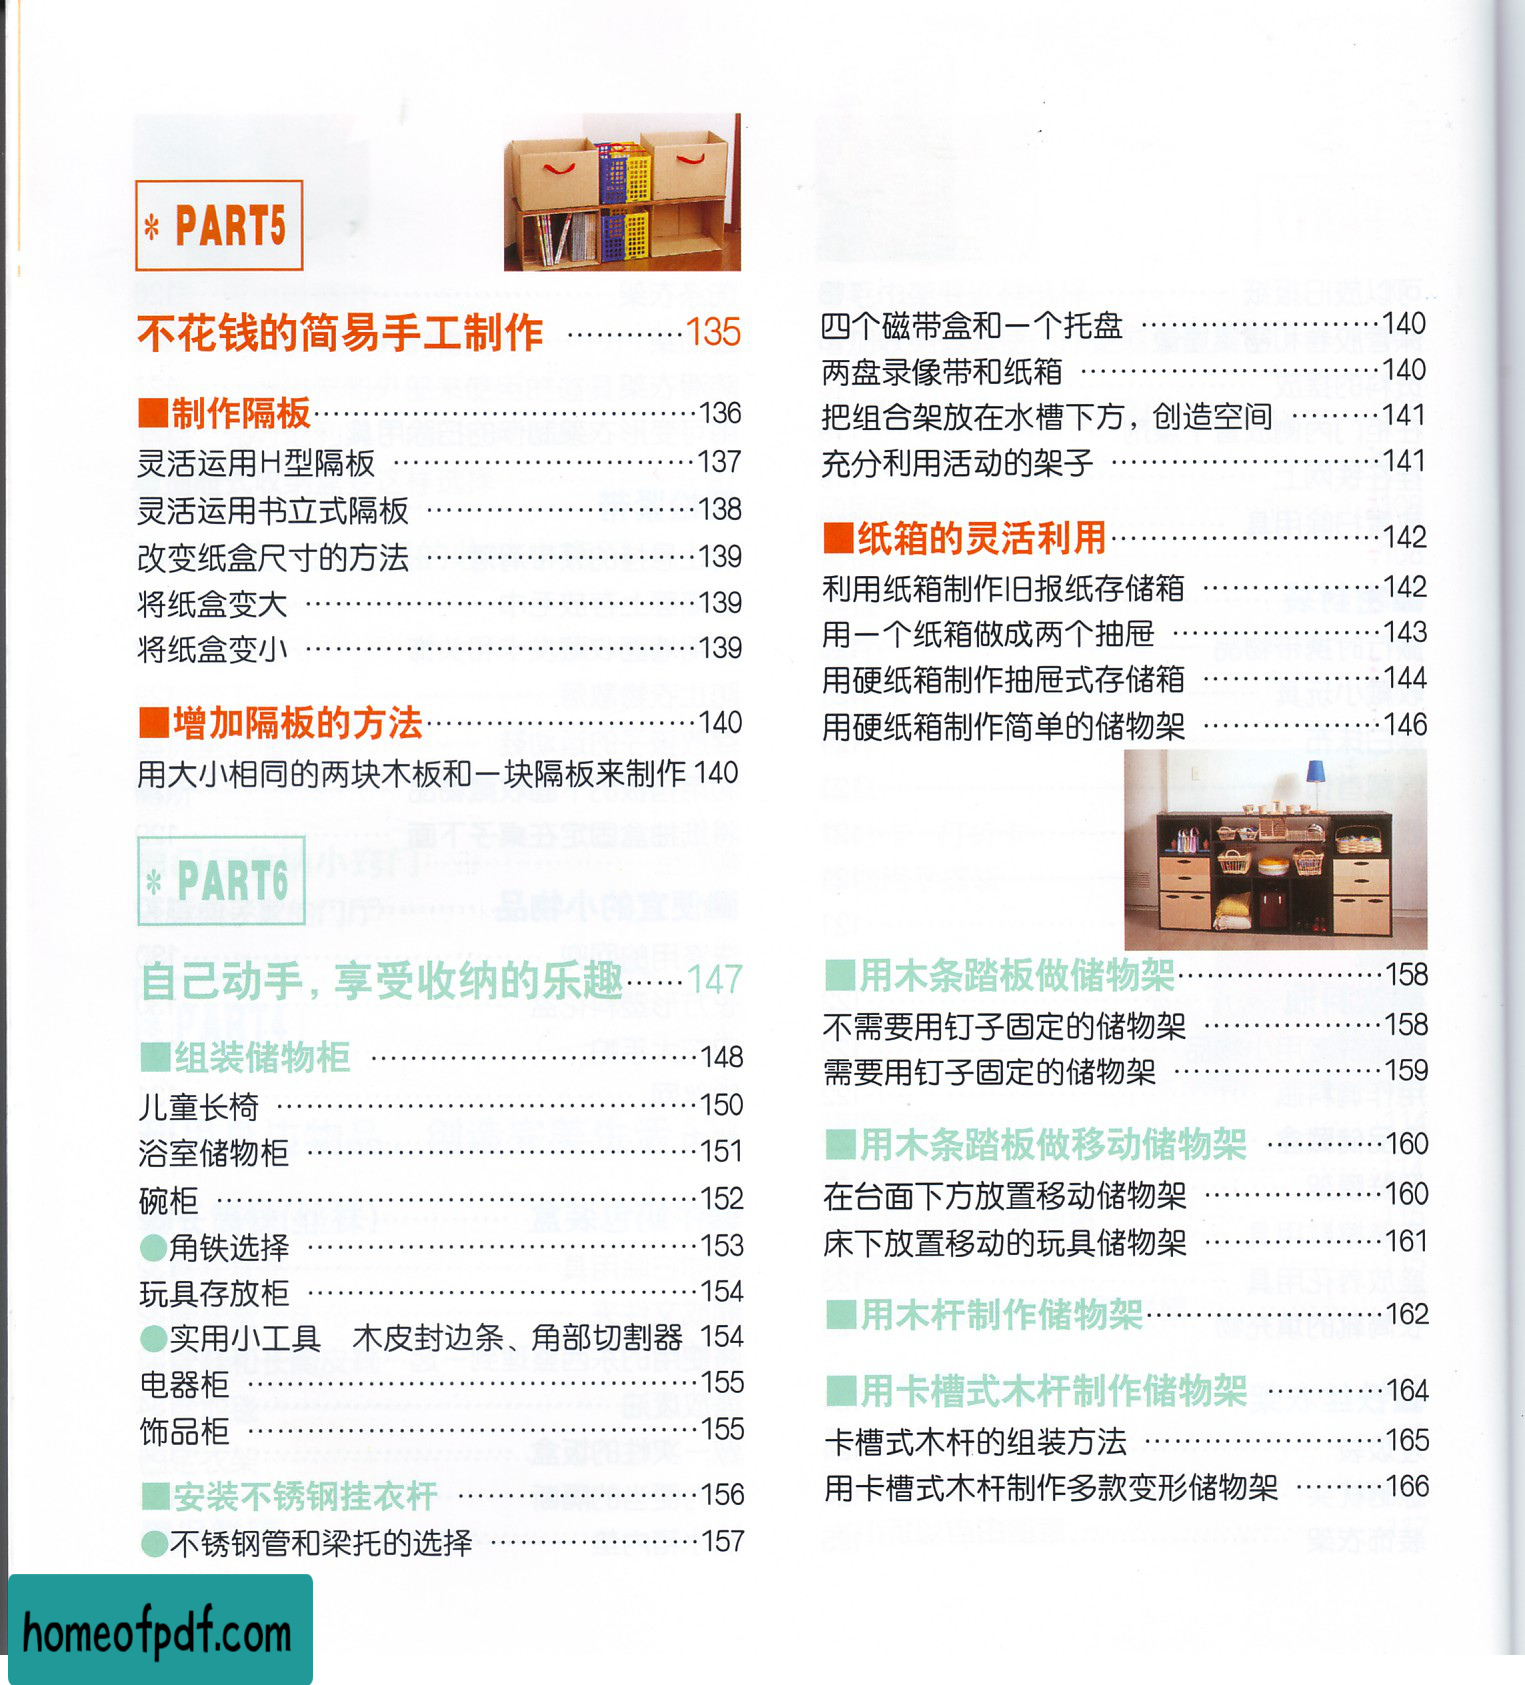 * PART5
不花钱的简易手工制作 …………135
■制作隔板……………………………………136
灵活运用H型隔板 ……………………………137
灵活运用书立式隔板 …………………………138
改变纸盒尺寸的方法 …………………………139
将纸盒变大 ……………………………………139
将纸盒变小 ……………………………………139
■增加隔板的方法…………………………140
用大小相同的两块木板和一块隔板来制作 140
* PART6
自己动手，享受收纳的乐趣……147
■组装储物柜 ………………………………148
儿童长椅 ………………………………………150
浴室储物柜 ……………………………………151
碗柜 ……………………………………………152
●角铁选择 ……………………………………153
玩具存放柜 ……………………………………154
●实用小工具　木皮封边条、角部切割器 154
电器柜 …………………………………………155
饰品柜 …………………………………………155
■安装不锈钢挂衣杆 ………………………156
●不锈钢管和梁托的选择 ……………………157
四个磁带盒和一个托盘 ………………………140
两盘录像带和纸箱 ……………………………140
把组合架放在水槽下方，创造空间 ………141
充分利用活动的架子 …………………………141
■纸箱的灵活利用…………………………142
利用纸箱制作旧报纸存储箱 …………………142
用一个纸箱做成两个抽屉 ……………………143
用硬纸箱制作抽屉式存储箱 …………………144
用硬纸箱制作简单的储物架 …………………146
■用木条踏板做储物架……………………158
不需要用钉子固定的储物架 …………………158
需要用钉子固定的储物架 ……………………159
■用木条踏板做移动储物架 …………160
在台面下方放置移动储物架 …………………160
床下放置移动的玩具储物架 …………………161
■用木杆制作储物架………………………162
■用卡槽式木杆制作储物架 ……………164
卡槽式木杆的组装方法 ………………………165
用卡槽式木杆制作多款变形储物架 ………166
homeofpdf.com